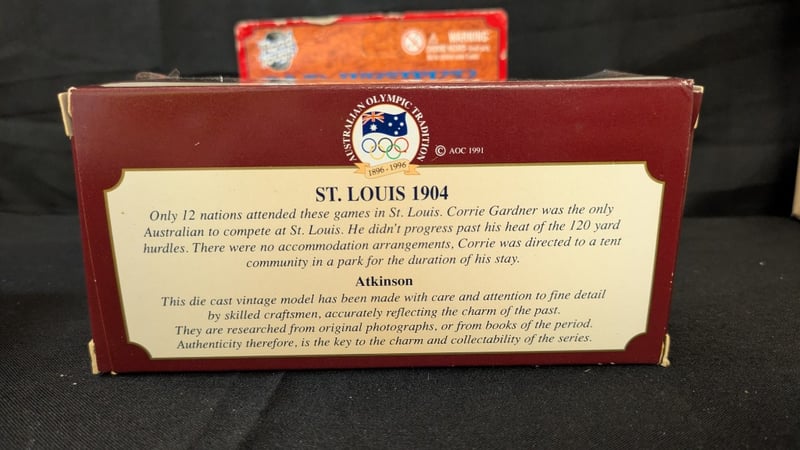 WARNING:
AUSTRALIAN OLYMPIC TRADITION
1896 - 1996
© AOC 1991
ST. LOUIS 1904
Only 12 nations attended these games in St. Louis. Corrie Gardner was the only
Australian to compete at St. Louis. He didn't progress past his heat of the 120 yard
hurdles. There were no accommodation arrangements, Corrie was directed to a tent
community in a park for the duration of his stay.
Atkinson
This die cast vintage model has been made with care and attention to fine detail
by skilled craftsmen, accurately reflecting the charm of the past.
They are researched from original photographs, or from books of the period.
Authenticity therefore, is the key to the charm and collectability of the series.